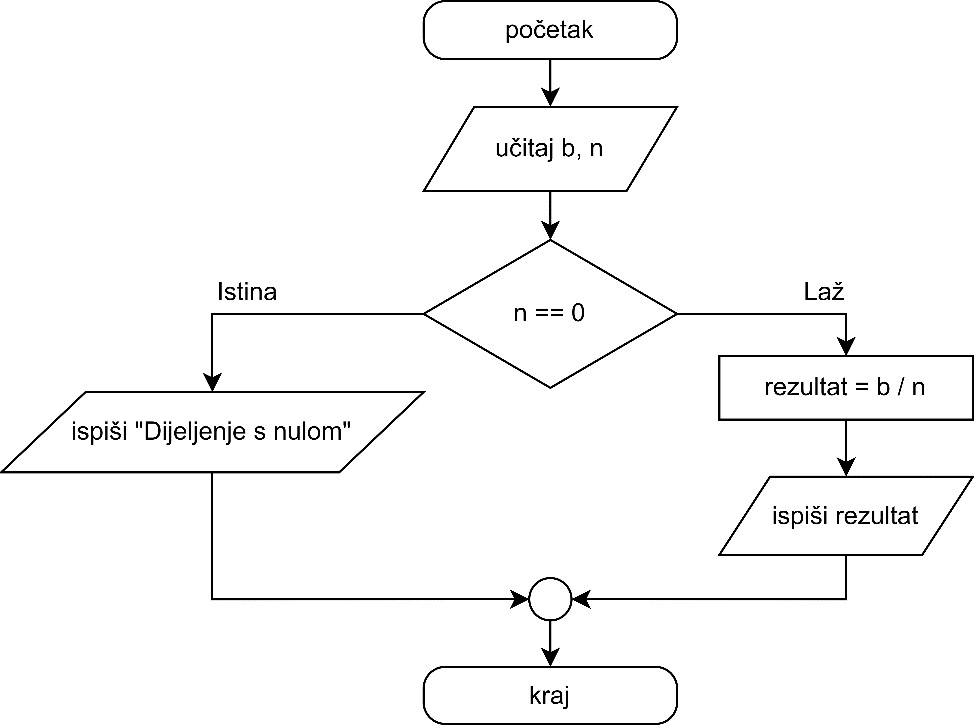 početak
učitaj b, n
Istina
Laž
n == 0
rezultat = b / n
ispiši "Dijeljenje s nulom"
ispiši rezultat
kraj